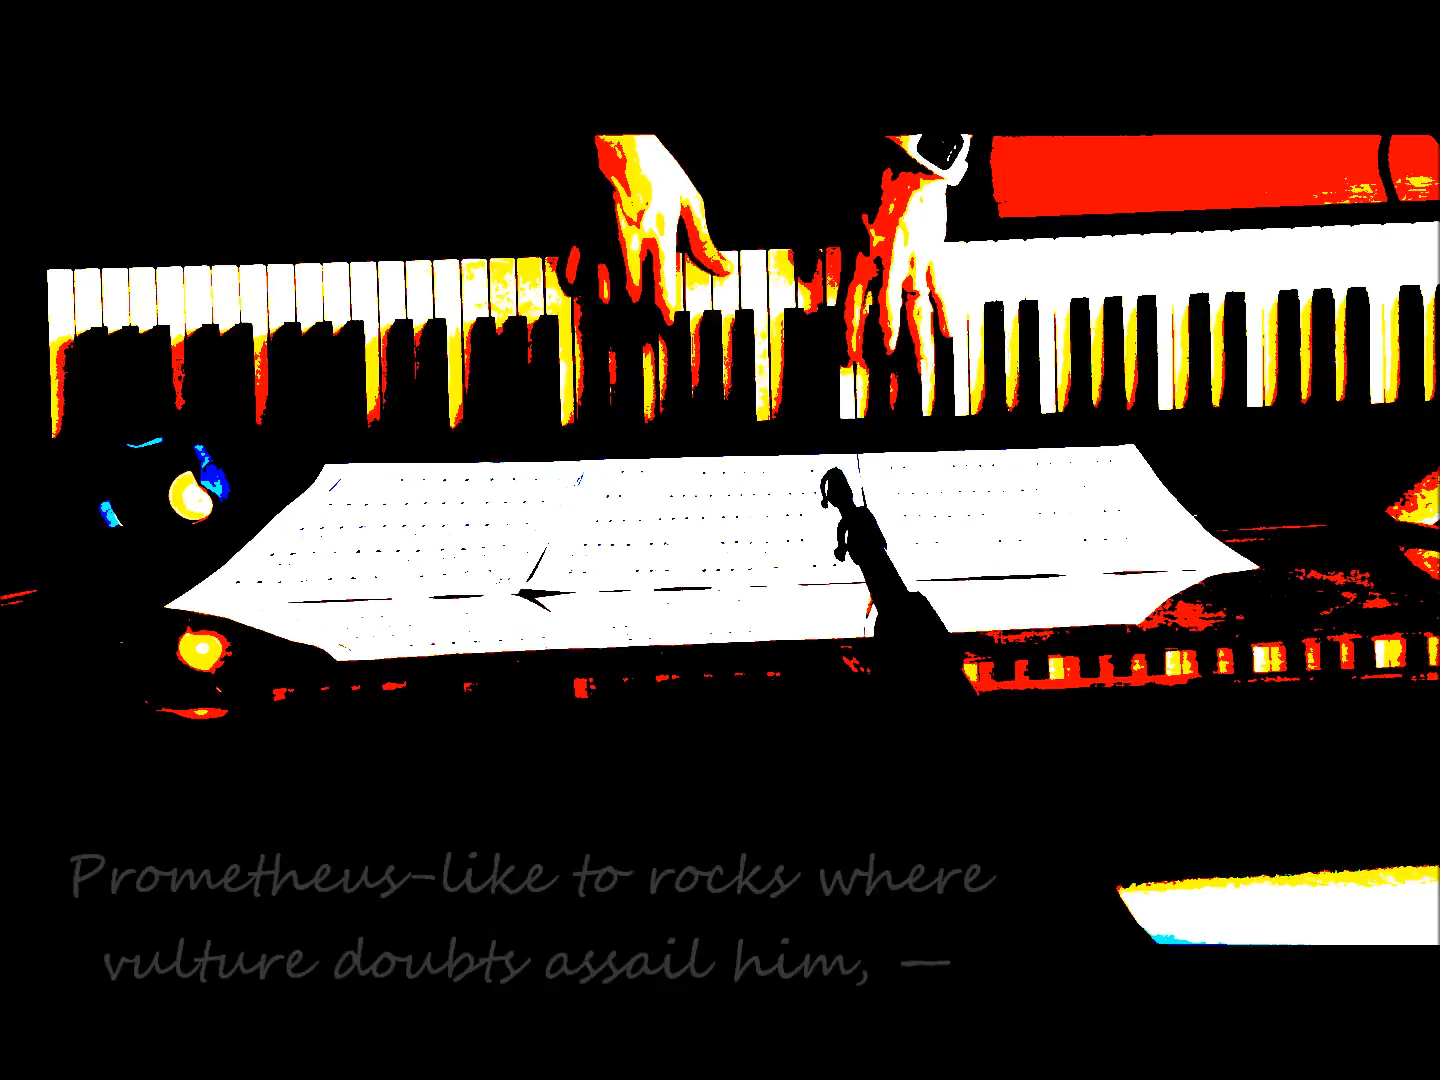 Prometheus-like to rocks where
vulture doubts assail him, —